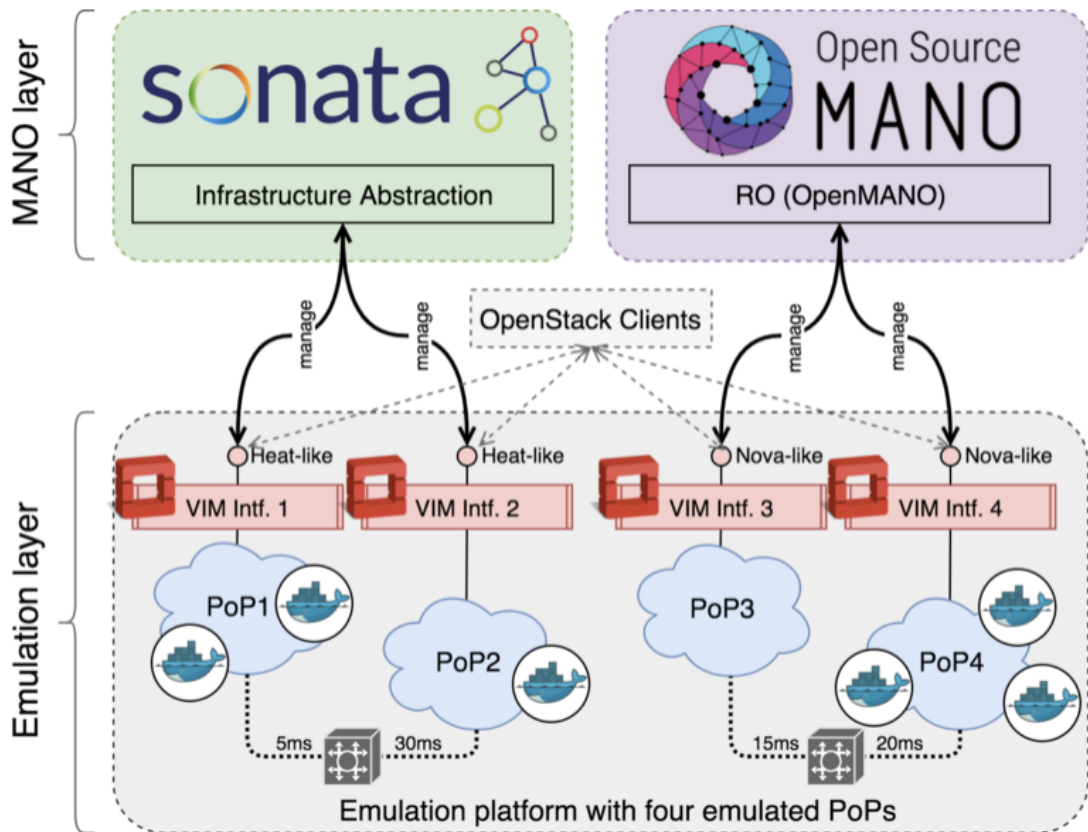 MANO layer
sonata
Infrastructure Abstraction
Open Source
MANO
RO (OpenMANO)
manage
manage
OpenStack Clients
manage
manage
Emulation layer
Heat-like
Heat-like
Nova-like
Nova-like
VIM Intf. 1
VIM Intf. 2
VIM Intf. 3
VIM Intf. 4
PoP1
PoP2
PoP3
PoP4
5ms
30ms
15ms
20ms
Emulation platform with four emulated PoPs